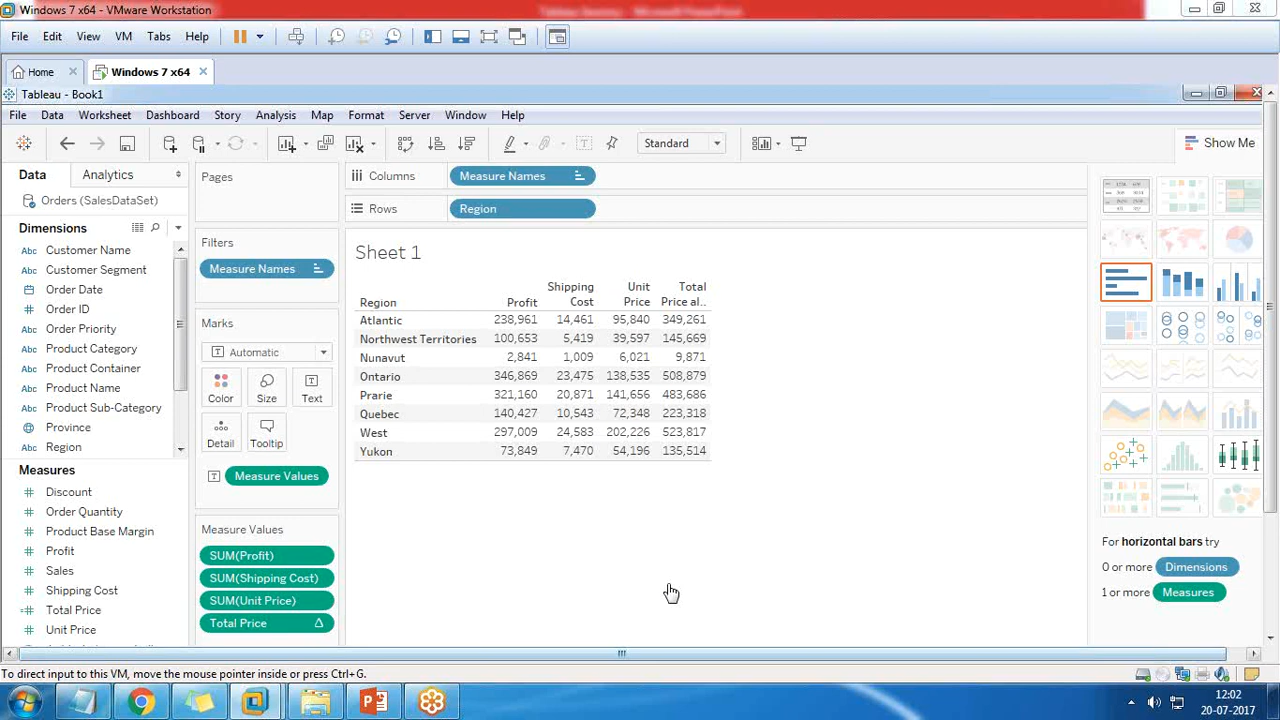 Windows 7 x64 - VMware Workstation
File Edit View VM Tabs Help
Home Windows 7 x64
Tableau - Book1
File Data Worksheet Dashboard Story Analysis Map Format Server Window Help
Standard Show Me
Data Analytics
Orders (SalesDataSet)
Dimensions
Abc Customer Name
Abc Customer Segment
Order Date
Order ID
Abc Order Priority
Abc Product Category
Abc Product Container
Abc Product Name
Abc Product Sub-Category
Province
Abc Region
Measures
Discount
Order Quantity
Product Base Margin
Profit
Sales
Shipping Cost
Total Price
Unit Price
Pages
Filters
Measure Names
Marks
Automatic
Color Size Text
Detail Tooltip
Measure Values
Measure Values
SUM(Profit)
SUM(Shipping Cost)
SUM(Unit Price)
Total Price Δ
Columns Measure Names
Rows Region
Sheet 1
Shipping Unit Total
Region Profit Cost Price Price al..
Atlantic 238,961 14,461 95,840 349,261
Northwest Territories 100,653 5,419 39,597 145,669
Nunavut 2,841 1,009 6,021 9,871
Ontario 346,869 23,475 138,535 508,879
Prarie 321,160 20,871 141,656 483,686
Quebec 140,427 10,543 72,348 223,318
West 297,009 24,583 202,226 523,817
Yukon 73,849 7,470 54,196 135,514
For horizontal bars try
0 or more Dimensions
1 or more Measures
To direct input to this VM, move the mouse pointer inside or press Ctrl+G.
12:02
20-07-2017